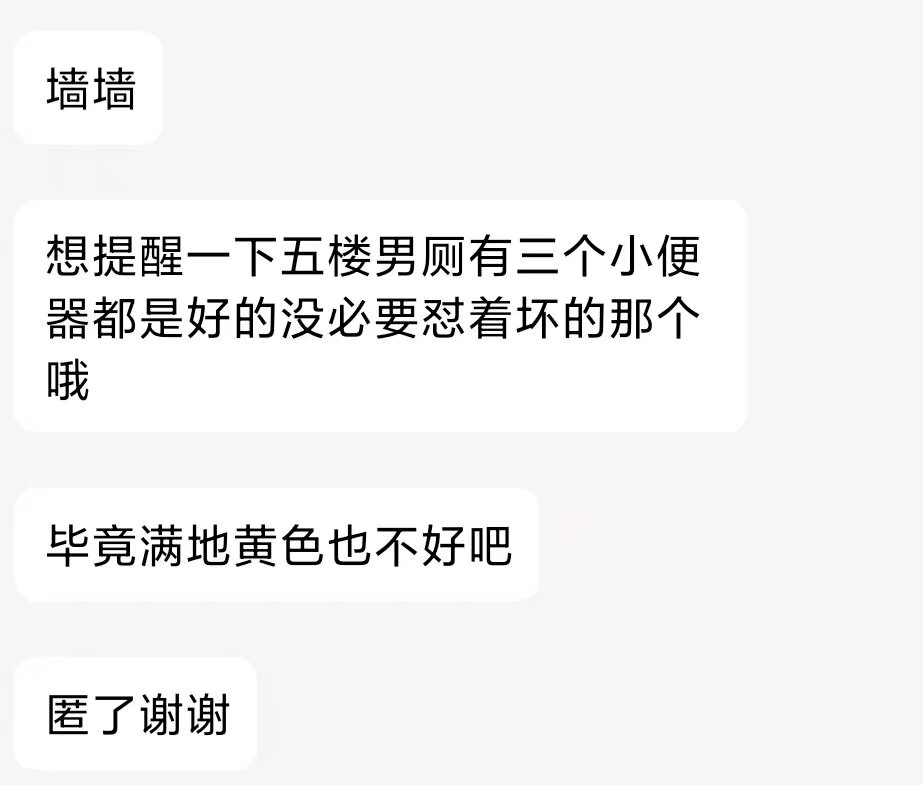 墙墙
想提醒一下五楼男厕有三个小便
器都是好的没必要怼着坏的那个
哦
毕竟满地黄色也不好吧
匿了谢谢